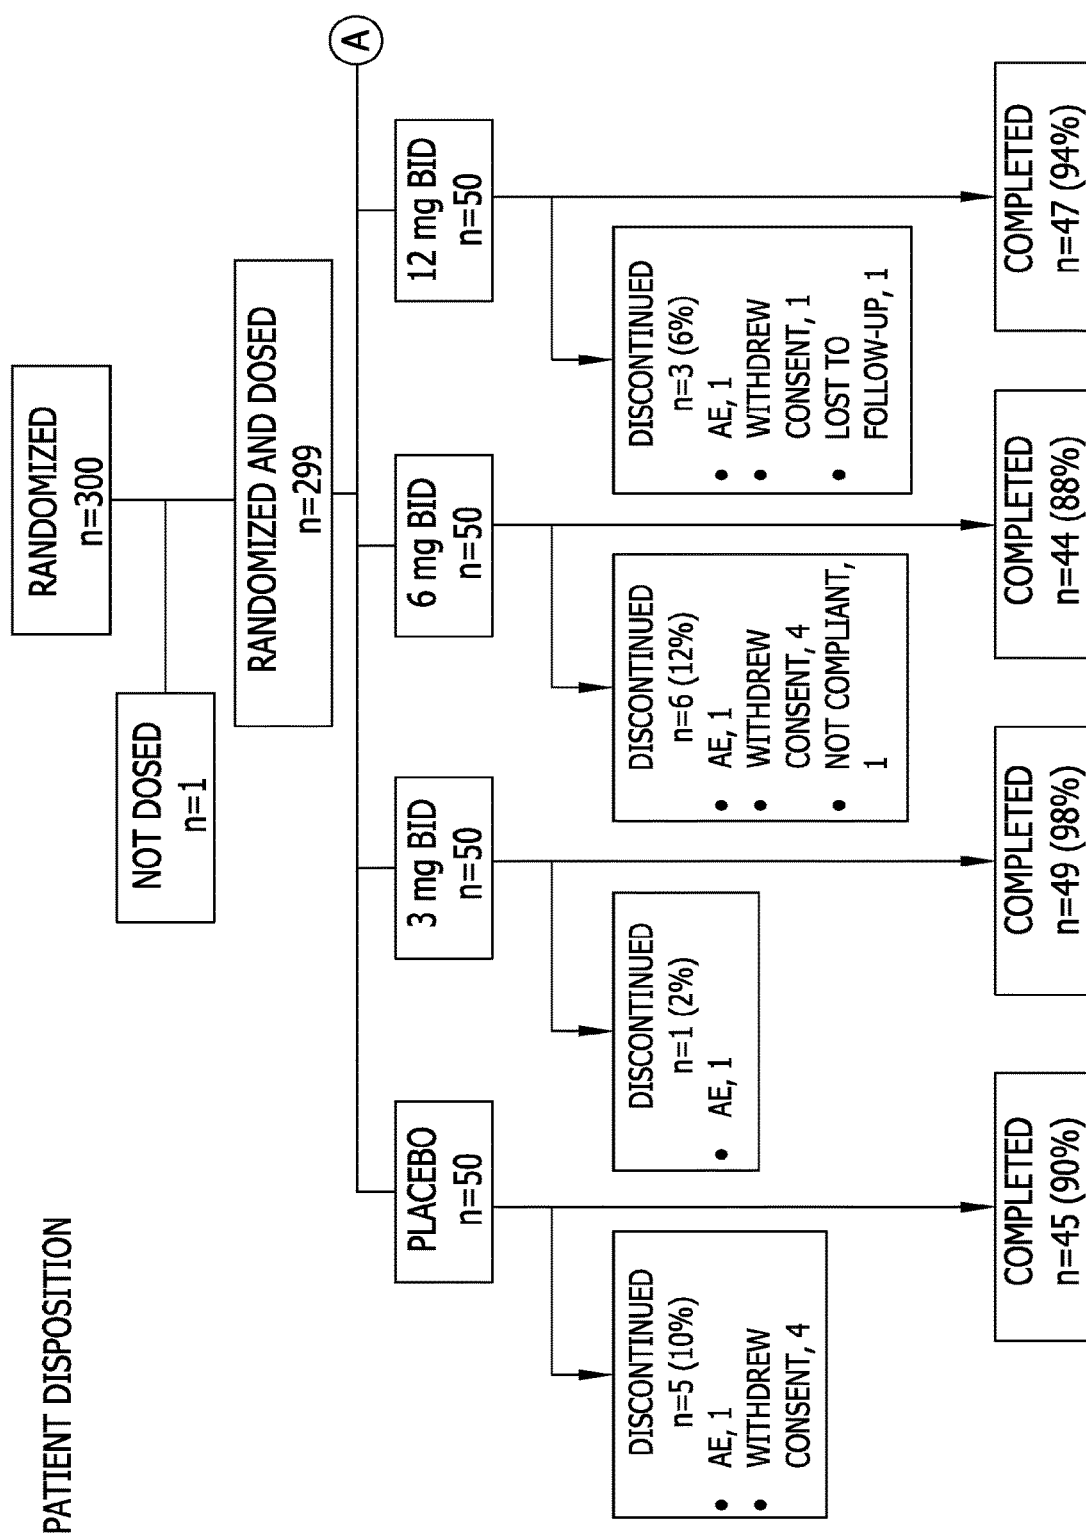 PATIENT DISPOSITION
RANDOMIZED
n=300
NOT DOSED
n=1
RANDOMIZED AND DOSED
n=299
A
PLACEBO
n=50
3 mg BID
n=50
6 mg BID
n=50
12 mg BID
n=50
DISCONTINUED
n=5 (10%)
• AE, 1
• WITHDREW
CONSENT, 4
DISCONTINUED
n=1 (2%)
• AE, 1
DISCONTINUED
n=6 (12%)
• AE, 1
• WITHDREW
CONSENT, 4
• NOT COMPLIANT,
1
DISCONTINUED
n=3 (6%)
• AE, 1
• WITHDREW
CONSENT, 1
• LOST TO
FOLLOW-UP, 1
COMPLETED
n=45 (90%)
COMPLETED
n=49 (98%)
COMPLETED
n=44 (88%)
COMPLETED
n=47 (94%)